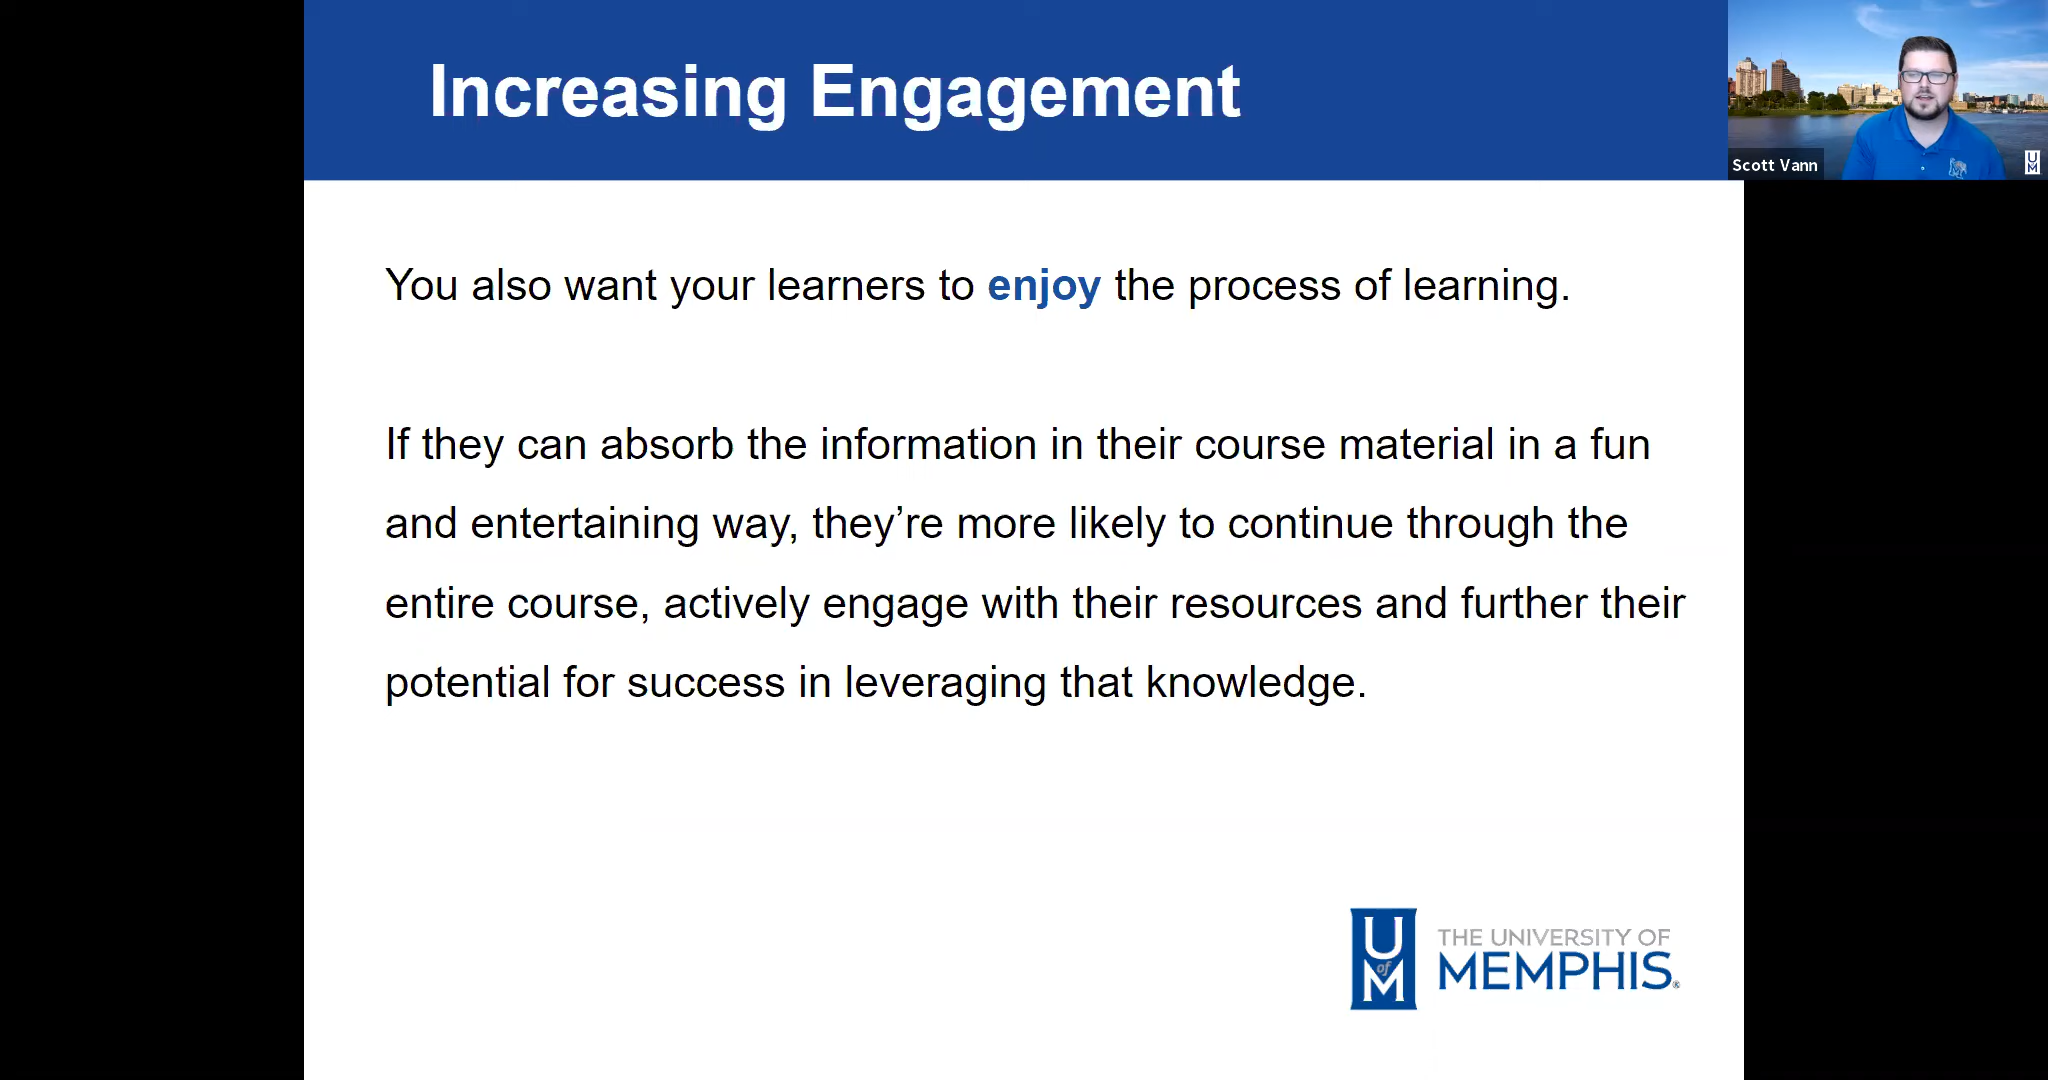 Increasing Engagement
Scott Vann
U
M
You also want your learners to enjoy the process of learning.
If they can absorb the information in their course material in a fun
and entertaining way, they’re more likely to continue through the
entire course, actively engage with their resources and further their
potential for success in leveraging that knowledge.
U
of
M
THE UNIVERSITY OF
MEMPHIS®